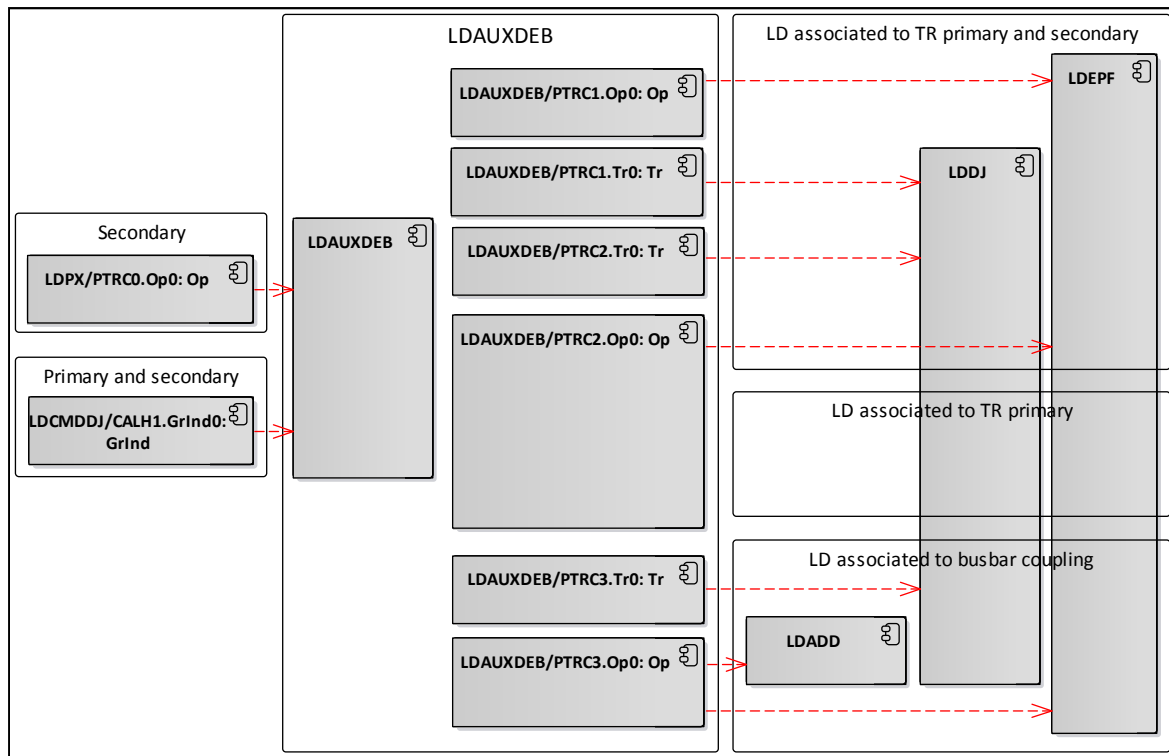 LDAUXDEB
LD associated to TR primary and secondary
LDAUXDEB/PTRC1.Op0: Op
LDEPF
LDAUXDEB/PTRC1.Tr0: Tr
LDDJ
Secondary
LDPX/PTRC0.Op0: Op
LDAUXDEB
LDAUXDEB/PTRC2.Tr0: Tr
LDAUXDEB/PTRC2.Op0: Op
Primary and secondary
LDCMDDJ/CALH1.GrInd0:
GrInd
LD associated to TR primary
LD associated to busbar coupling
LDAUXDEB/PTRC3.Tr0: Tr
LDAUXDEB/PTRC3.Op0: Op
LDADD